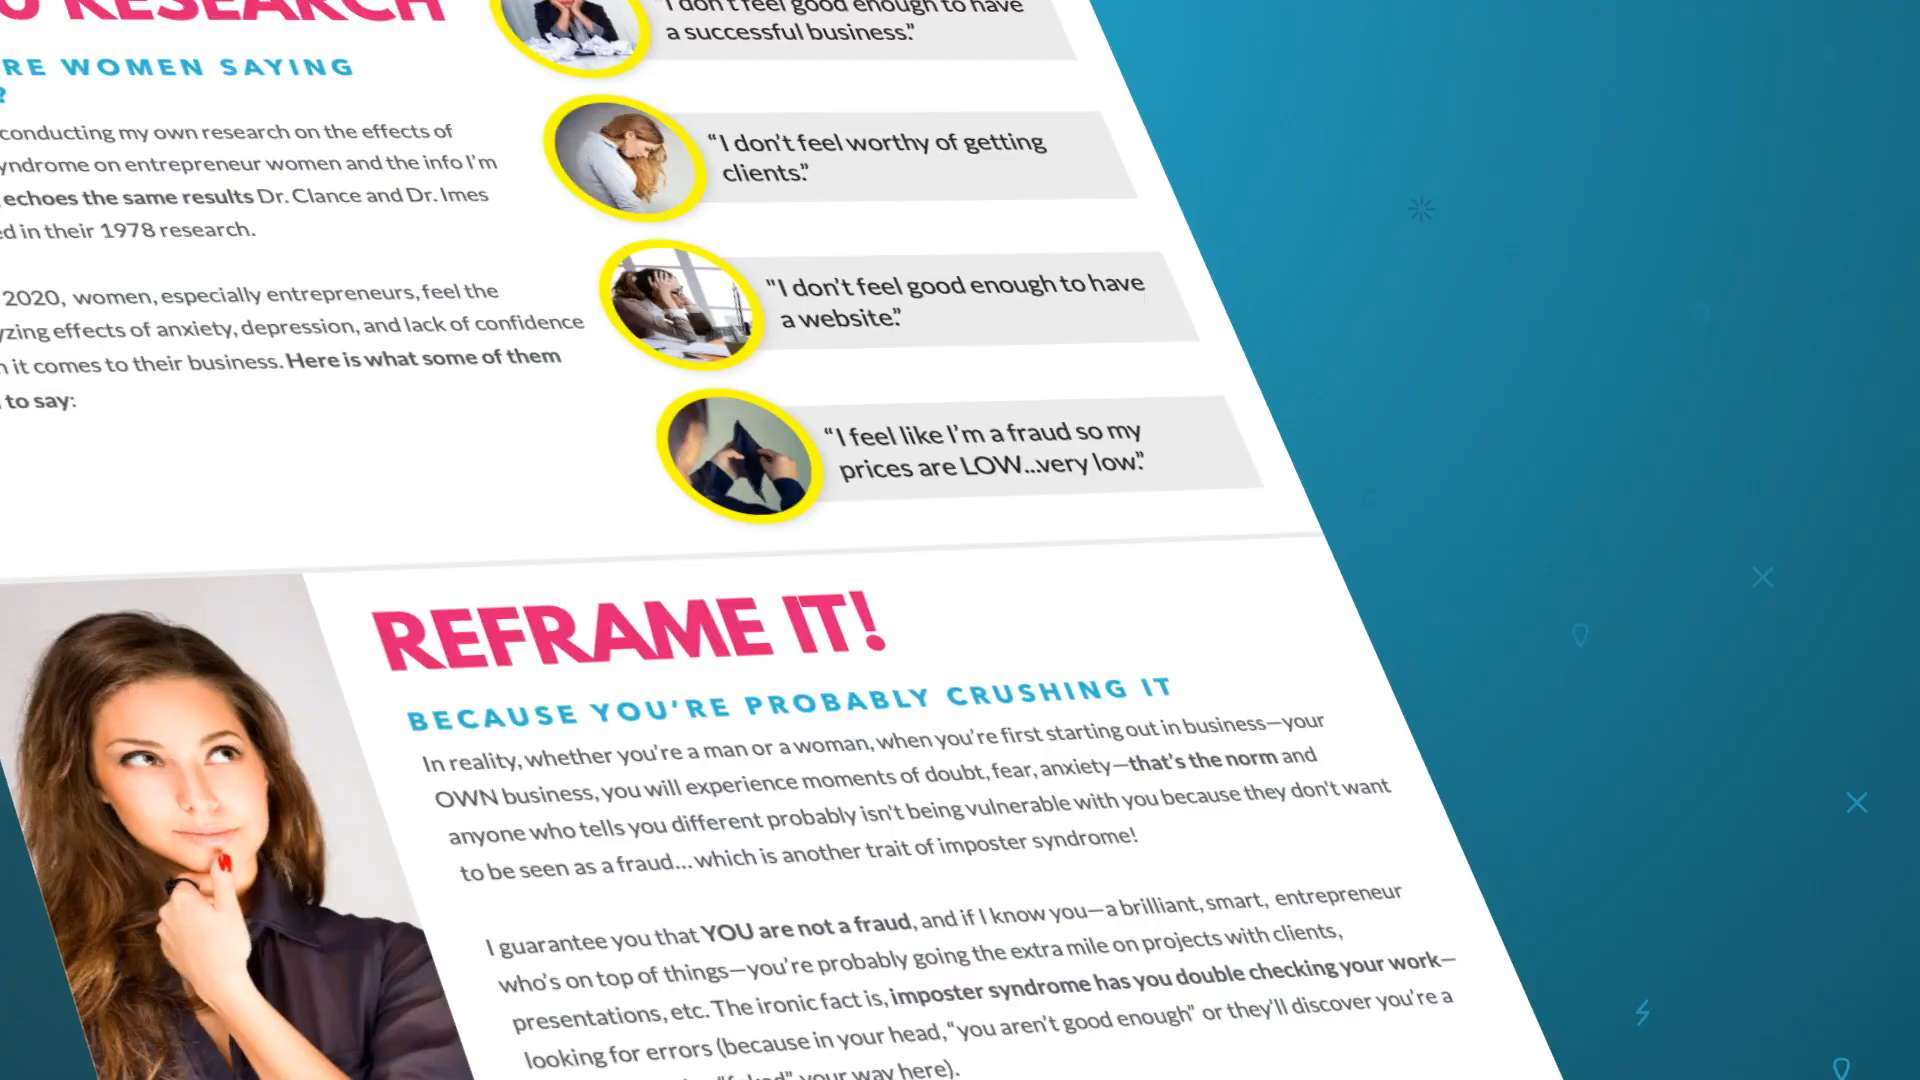 RESEARCH
RE WOMEN SAYING
?
conducting my own research on the effects of
yndrome on entrepreneur women and the info I'm
echoes the same results Dr. Clance and Dr. Imes
ed in their 1978 research.
2020, women, especially entrepreneurs, feel the
yzing effects of anxiety, depression, and lack of confidence
n it comes to their business. Here is what some of them
to say:
"I don't feel good enough to have
a successful business."
"I don't feel worthy of getting
clients."
"I don't feel good enough to have
a website."
"I feel like I'm a fraud so my
prices are LOW...very low."
REFRAME IT!
BECAUSE YOU'RE PROBABLY CRUSHING IT
In reality, whether you're a man or a woman, when you're first starting out in business—your
OWN business, you will experience moments of doubt, fear, anxiety—that's the norm and
anyone who tells you different probably isn't being vulnerable with you because they don't want
to be seen as a fraud...which is another trait of imposter syndrome!
I guarantee you that YOU are not a fraud, and if I know you—a brilliant, smart, entrepreneur
who's on top of things—you're probably going the extra mile on projects with clients,
presentations, etc. The ironic fact is, imposter syndrome has you double checking your work—
looking for errors (because in your head, "you aren't good enough" or they'll discover you're a
"faked" your way here).